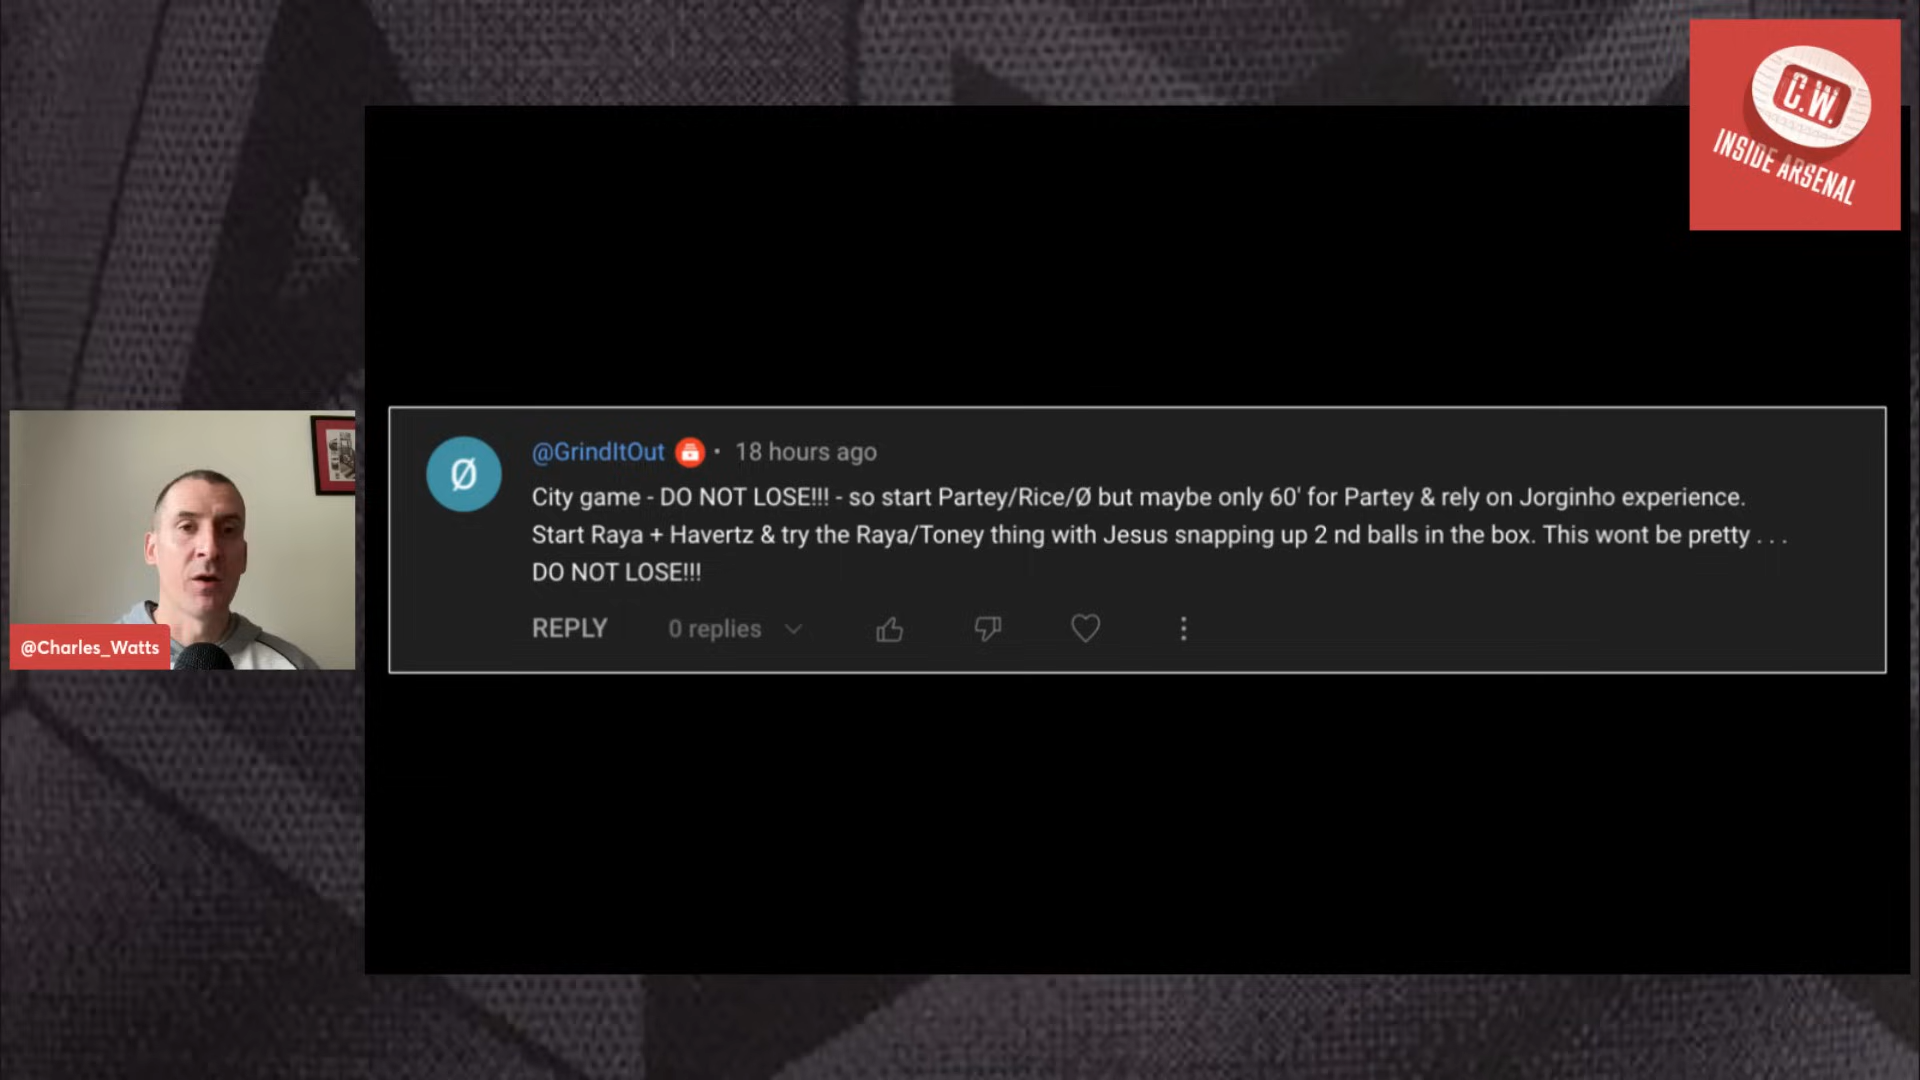 C.W.
INSIDE ARSENAL
Ø
@GrindItOut · 18 hours ago
City game - DO NOT LOSE!!! - so start Partey/Rice/Ø but maybe only 60' for Partey & rely on Jorginho experience.
Start Raya + Havertz & try the Raya/Toney thing with Jesus snapping up 2 nd balls in the box. This wont be pretty . . .
DO NOT LOSE!!!
REPLY 0 replies
@Charles_Watts